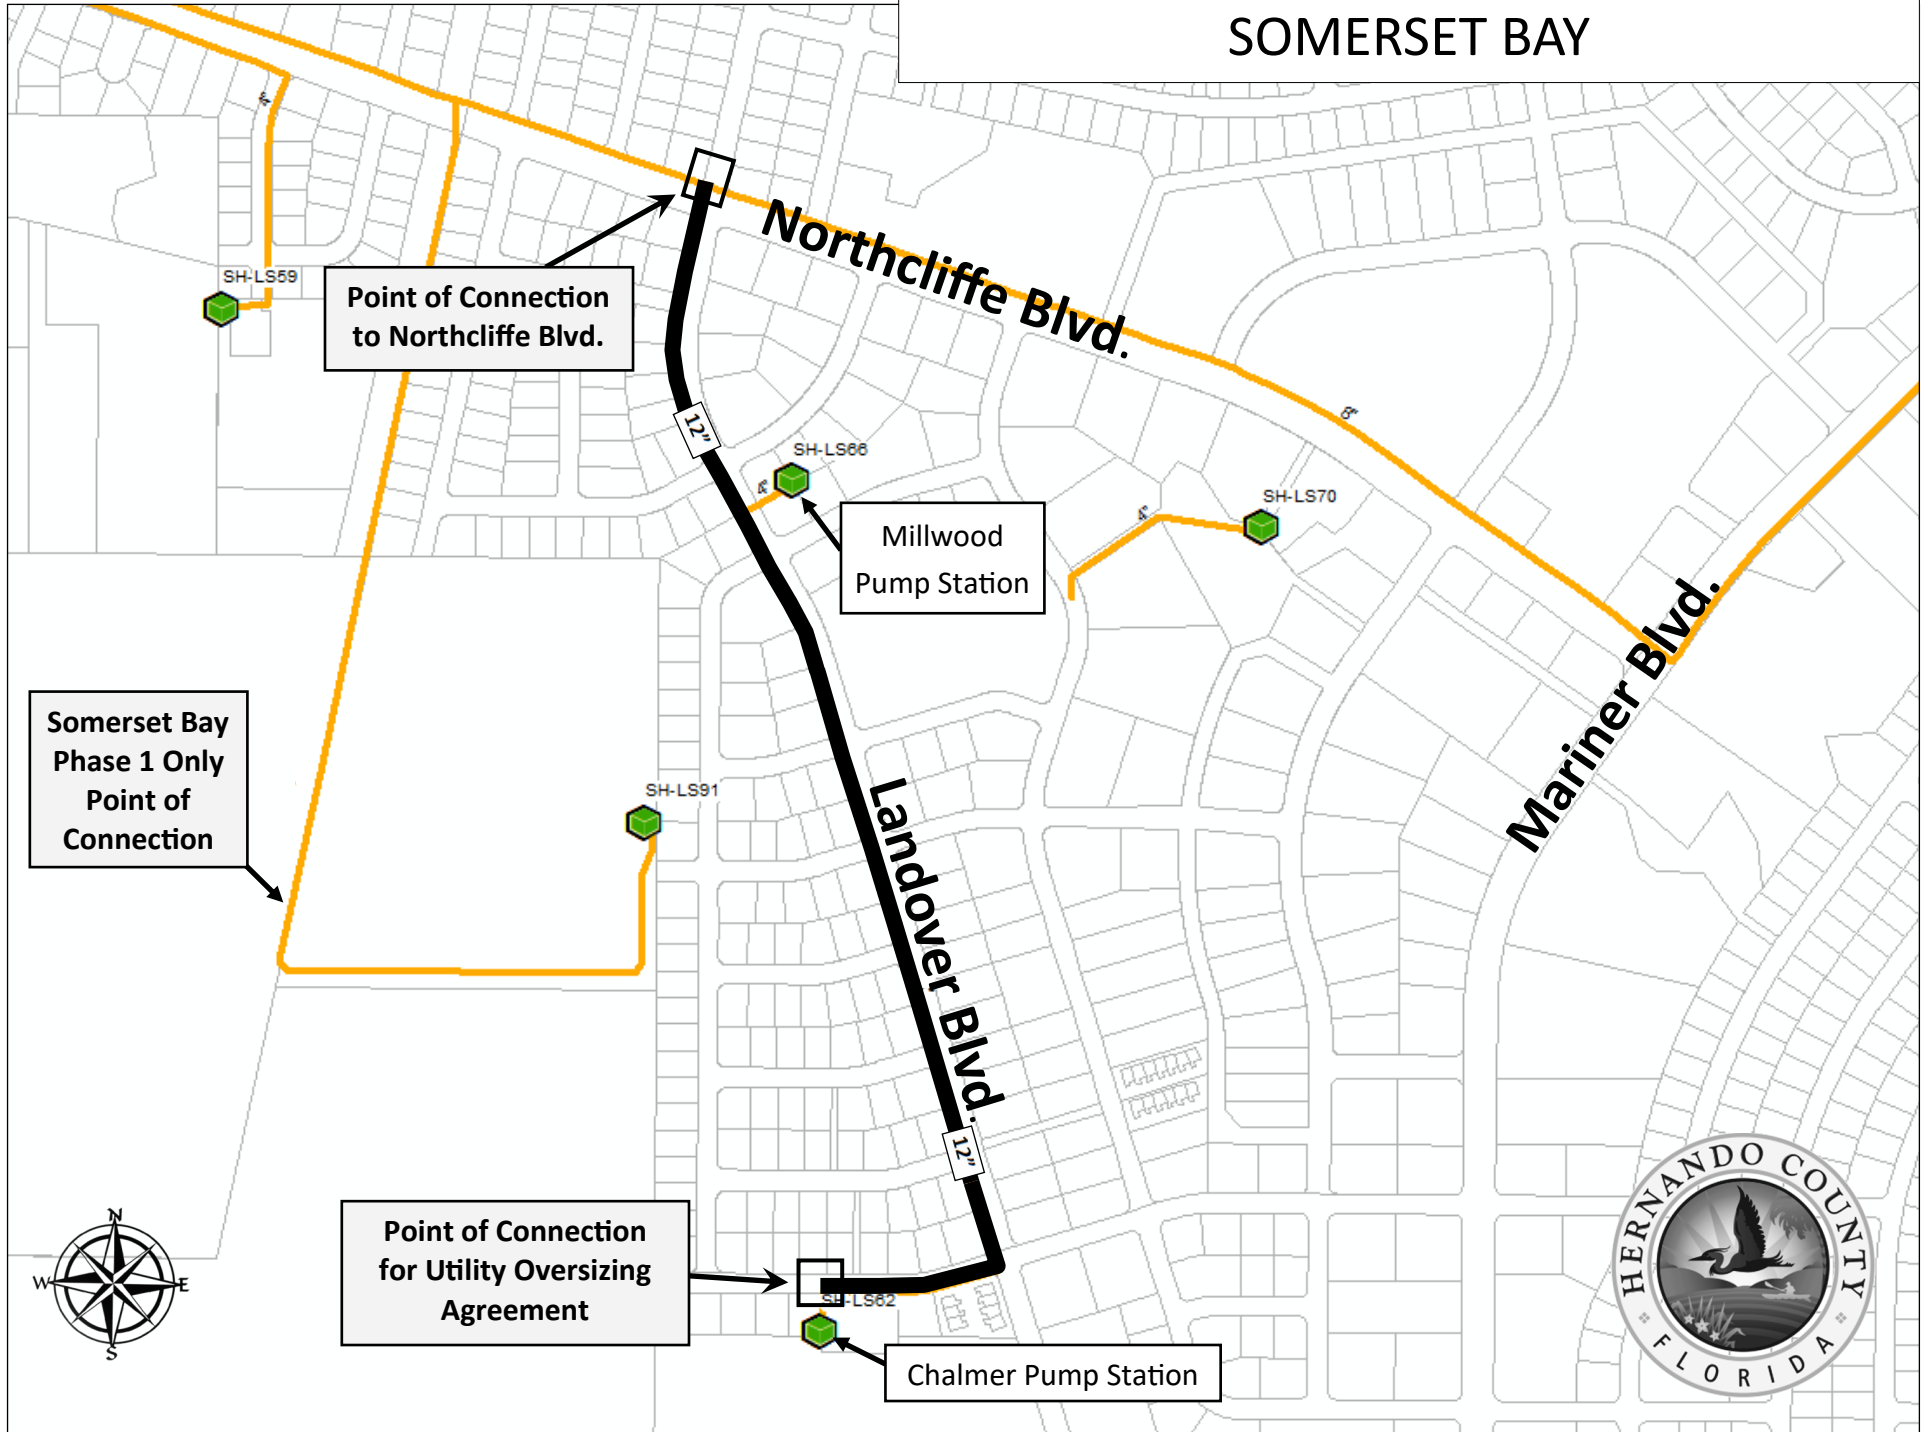 SOMERSET BAY
4"
SH-LS59
Point of Connection
to Northcliffe Blvd.
Northcliffe Blvd.
12"
SH-LS66
Millwood
Pump Station
8"
SH-LS70
Mariner Blvd.
Somerset Bay
Phase 1 Only
Point of
Connection
SH-LS91
Landover Blvd.
12"
Point of Connection
for Utility Oversizing
Agreement
SH-LS62
Chalmer Pump Station
N
W
E
S
HERNANDO COUNTY
FLORIDA